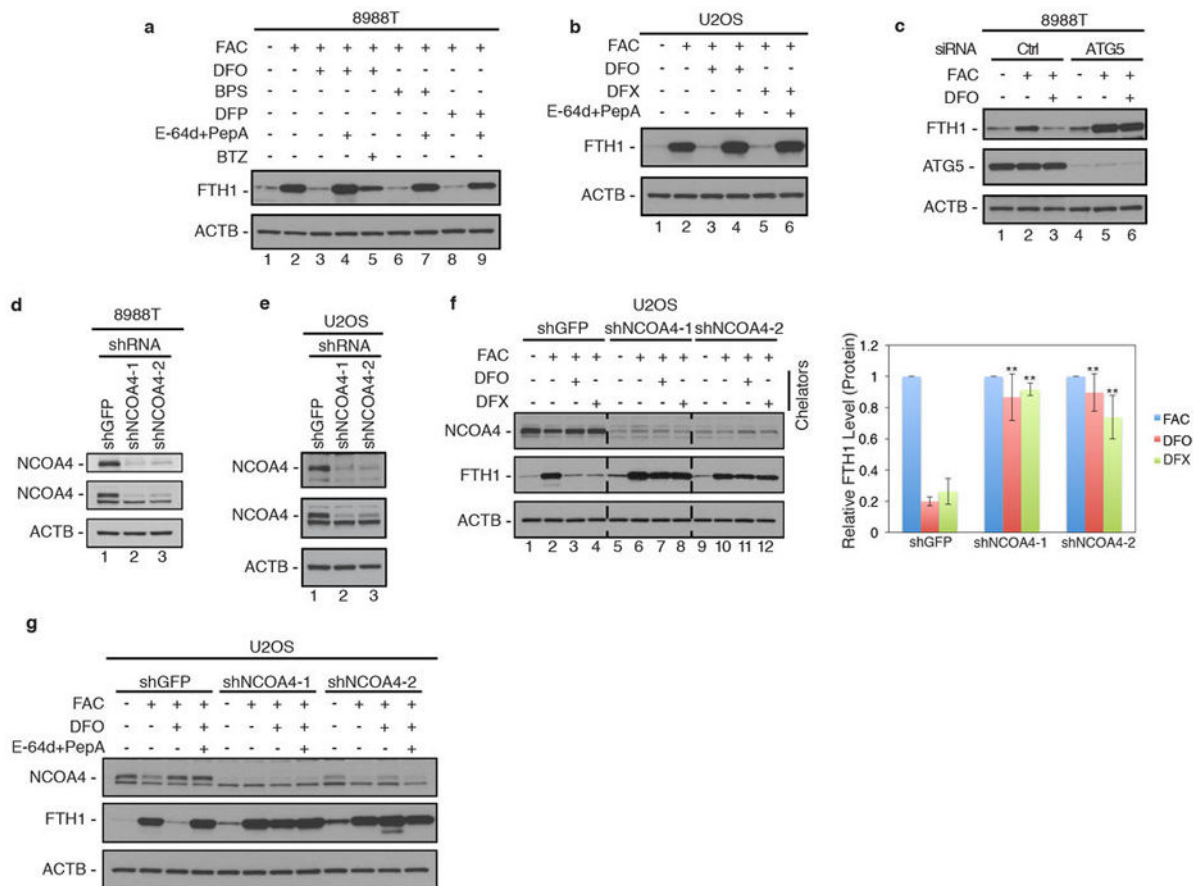 a
8988T
FAC - + + + + + + + +
DFO - - + + + - - - -
BPS - - - - - + + - -
DFP - - - - - - - + +
E-64d+PepA - - - + - - + - +
BTZ - - - - + - - - -
FTH1 -
ACTB -
1 2 3 4 5 6 7 8 9
b
U2OS
FAC - + + + + +
DFO - - + + - -
DFX - - - - + +
E-64d+PepA - - - + - +
FTH1 -
ACTB -
1 2 3 4 5 6
c
8988T
siRNA Ctrl ATG5
FAC - + + - + +
DFO - - + - - +
FTH1 -
ATG5 -
ACTB -
1 2 3 4 5 6
d
8988T
shRNA
shGFP
shNCOA4-1
shNCOA4-2
NCOA4 -
NCOA4 -
ACTB -
1 2 3
e
U2OS
shRNA
shGFP
shNCOA4-1
shNCOA4-2
NCOA4 -
NCOA4 -
ACTB -
1 2 3
f
U2OS
shGFP shNCOA4-1 shNCOA4-2
FAC - + + + - + + + - + + +
DFO - - + - - - + - - - + -
DFX - - - + - - - + - - - +
Chelators
NCOA4 -
FTH1 -
ACTB -
1 2 3 4 5 6 7 8 9 10 11 12
Relative FTH1 Level (Protein)
1.2
1
0.8
0.6
0.4
0.2
0
** ** ** **
shGFP shNCOA4-1 shNCOA4-2
FAC
DFO
DFX
g
U2OS
shGFP shNCOA4-1 shNCOA4-2
FAC - + + + - + + + - + + +
DFO - - + + - - + + - - + +
E-64d+PepA - - - + - - - + - - - +
NCOA4 -
FTH1 -
ACTB -